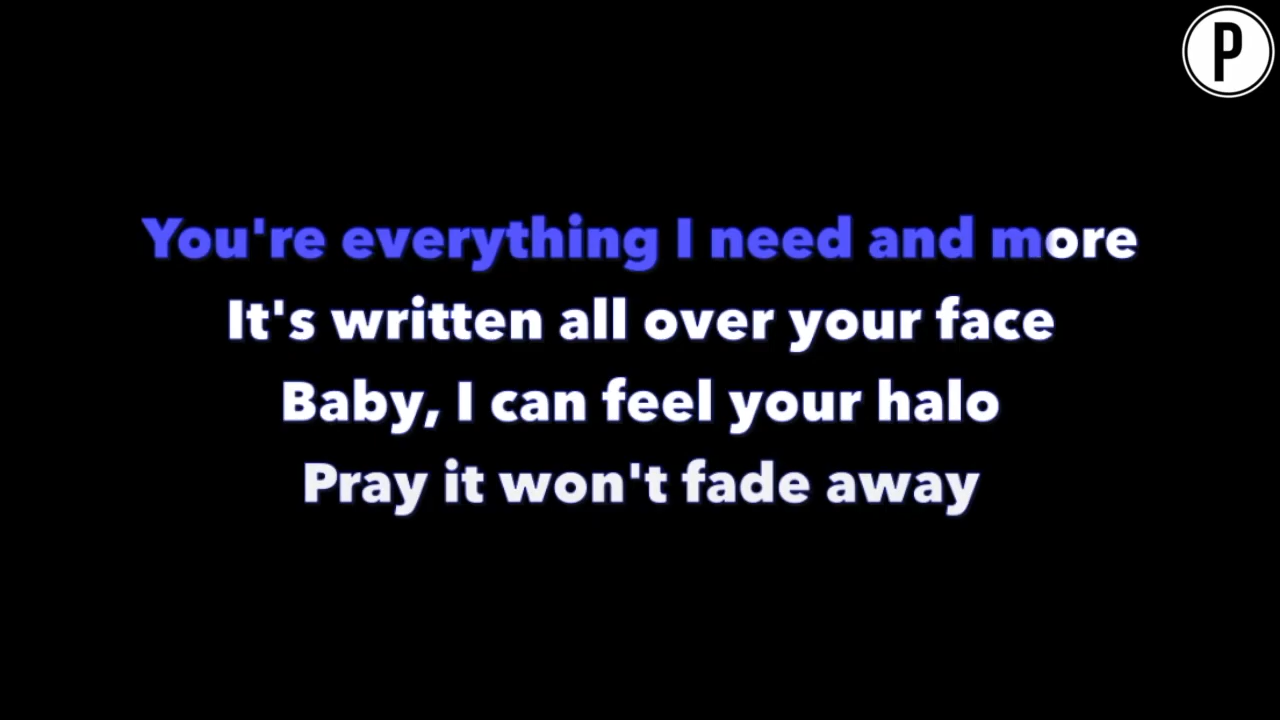 P
You're everything I need and more
It's written all over your face
Baby, I can feel your halo
Pray it won't fade away